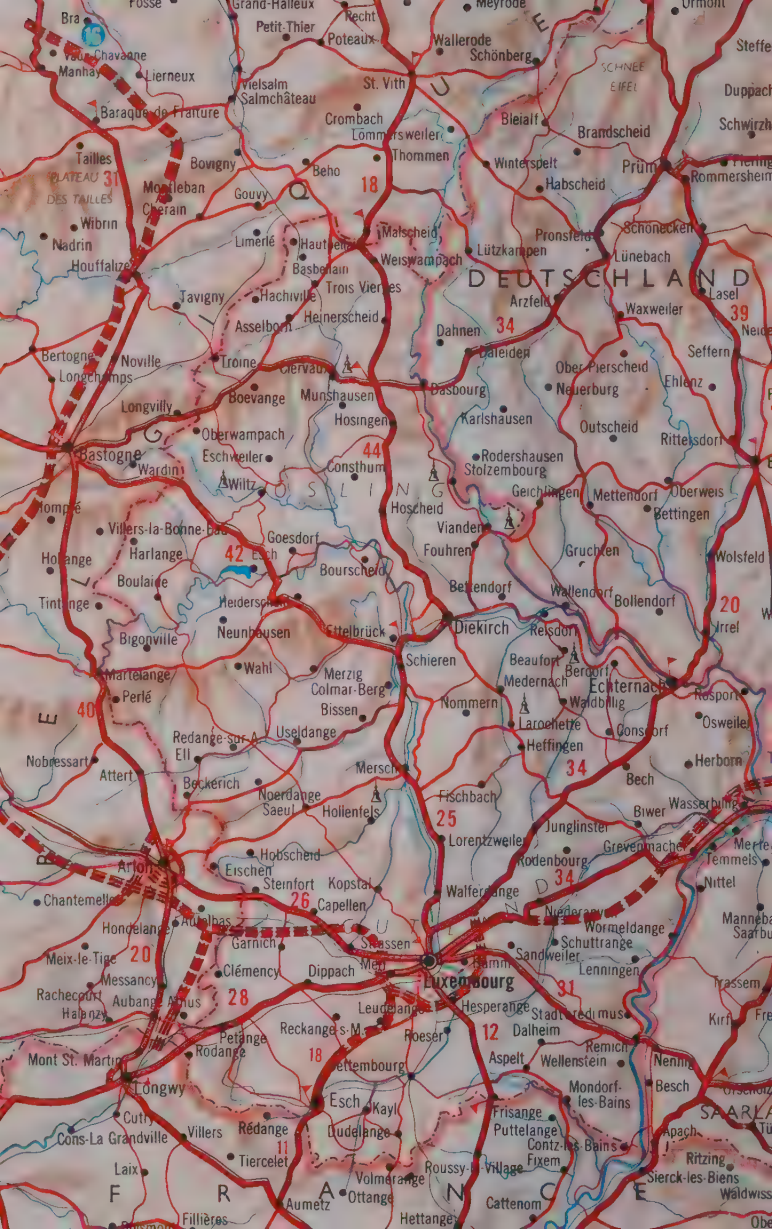 Bra
Grand-Halleux
Recht
Meyrode
Ormont
Petit-Thier
Poteaux
Wallerode
Schönberg
Steffe
16
Vaux-Chavanne
Manhay
Lierneux
Vielsalm
Salmchâteau
St. Vith
SCHNEE
EIFEL
Duppach
Baraque de Fraiture
Crombach
Lommersweiler
Bleialf
Brandscheid
Schwirzh
Tailles
Bovigny
Beho
Thommen
Winterspelt
Prüm
Rommersheim
PLATEAU
DES TAILLES
31
Montleban
Cherain
Gouvy
18
Habscheid
Wibrin
Nadrin
Limerlé
Malscheid
Pronsfeld
Schönecken
Houffalize
Basbellain
Weiswampach
Lützkampen
Lünebach
DEUTSCHLAND
Tavigny
Hachiville
Trois Vierges
Arzfeld
Lasel
Asselborn
Heinerscheid
Dahnen
34
Waxweiler
39
Bertogne
Noville
Troine
Clervaux
Daleiden
Ober Pierscheid
Seffern
Longchamps
Boevange
Munshausen
Dasbourg
Neuerburg
Ehlenz
Longvilly
Hosingen
Karlshausen
Bastogne
Oberwampach
Eschweiler
44
Outscheid
Rittersdorf
Wardin
Wiltz
Consthum
Rodershausen
Stolzembourg
OSLING
Geichlingen
Mettendorf
Oberweis
Bettingen
Hompré
Villers-la-Bonne-Eau
Hoscheid
Vianden
Harlange
Goesdorf
Fouhren
Gruchten
Wolsfeld
Hollange
42
Esch
Bourscheid
Boulaide
Tintange
Heiderscheid
Bettendorf
Wallendorf
Bollendorf
20
Bigonville
Neunhausen
Ettelbrück
Diekirch
Reisdorf
Irrel
Martelange
Wahl
Schieren
Beaufort
Berdorf
Perlé
Merzig
Colmar-Berg
Medernach
Echternach
40
Bissen
Nommern
Waldbillig
Rosport
Redange-sur-A.
Useldange
Larochette
Consdorf
Osweiler
Ell
Heffingen
Nobressart
Attert
Beckerich
Mersch
34
Bech
Herborn
Noerdange
Saeul
Hollenfels
Fischbach
Biwer
Wasserbillig
25
Lorentzweiler
Junglinster
Arlon
Hobscheid
Eischen
Rodenbourg
Grevenmacher
Temmels
Steinfort
Kopstal
Walferdange
34
Nittel
Chantemelle
26
Capellen
Niederanv.
Autelbas
GUTLAND
Wormeldange
Hondelange
Garnich
Strassen
Schuttrange
Meix-le-Tige
20
Sandweiler
Clémency
Dippach
Hamm
Lenningen
Messancy
Luxembourg
Rachecourt
Aubange
Athus
28
Leudelange
Hesperange
31
Trassem
Halanzy
Reckange-s-M.
Stadtbredimus
Kirf
Pétange
Roeser
12
Dalheim
Mont St. Martin
Rodange
18
Bettembourg
Remich
Aspelt
Wellenstein
Nennig
Longwy
Esch
Kayl
Mondorf-
les-Bains
Besch
Frisange
SAARLA
Cutry
Rédange
Puttelange
Cons-La Grandville
Villers
Dudelange
Contz-les-Bains
Apach
Tiercelet
11
Fixem
Ritzing
Laix
Volmerange
Roussy-le-Village
Sierck-les-Bains
Ottange
FRANCE
Waldwiss
Aumetz
Cattenom
Fillières
Hettange